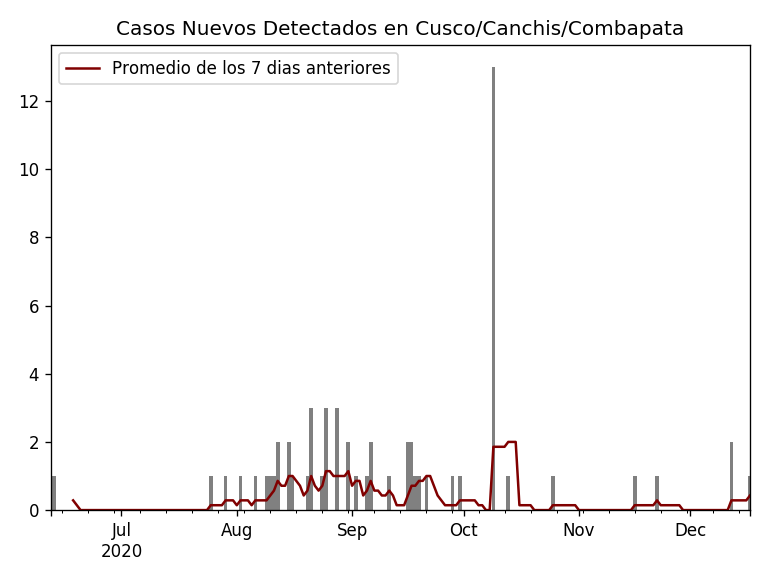 Casos Nuevos Detectados en Cusco/Canchis/Combapata
Promedio de los 7 dias anteriores
12
10
8
6
4
2
0
Jul Aug Sep Oct Nov Dec
2020